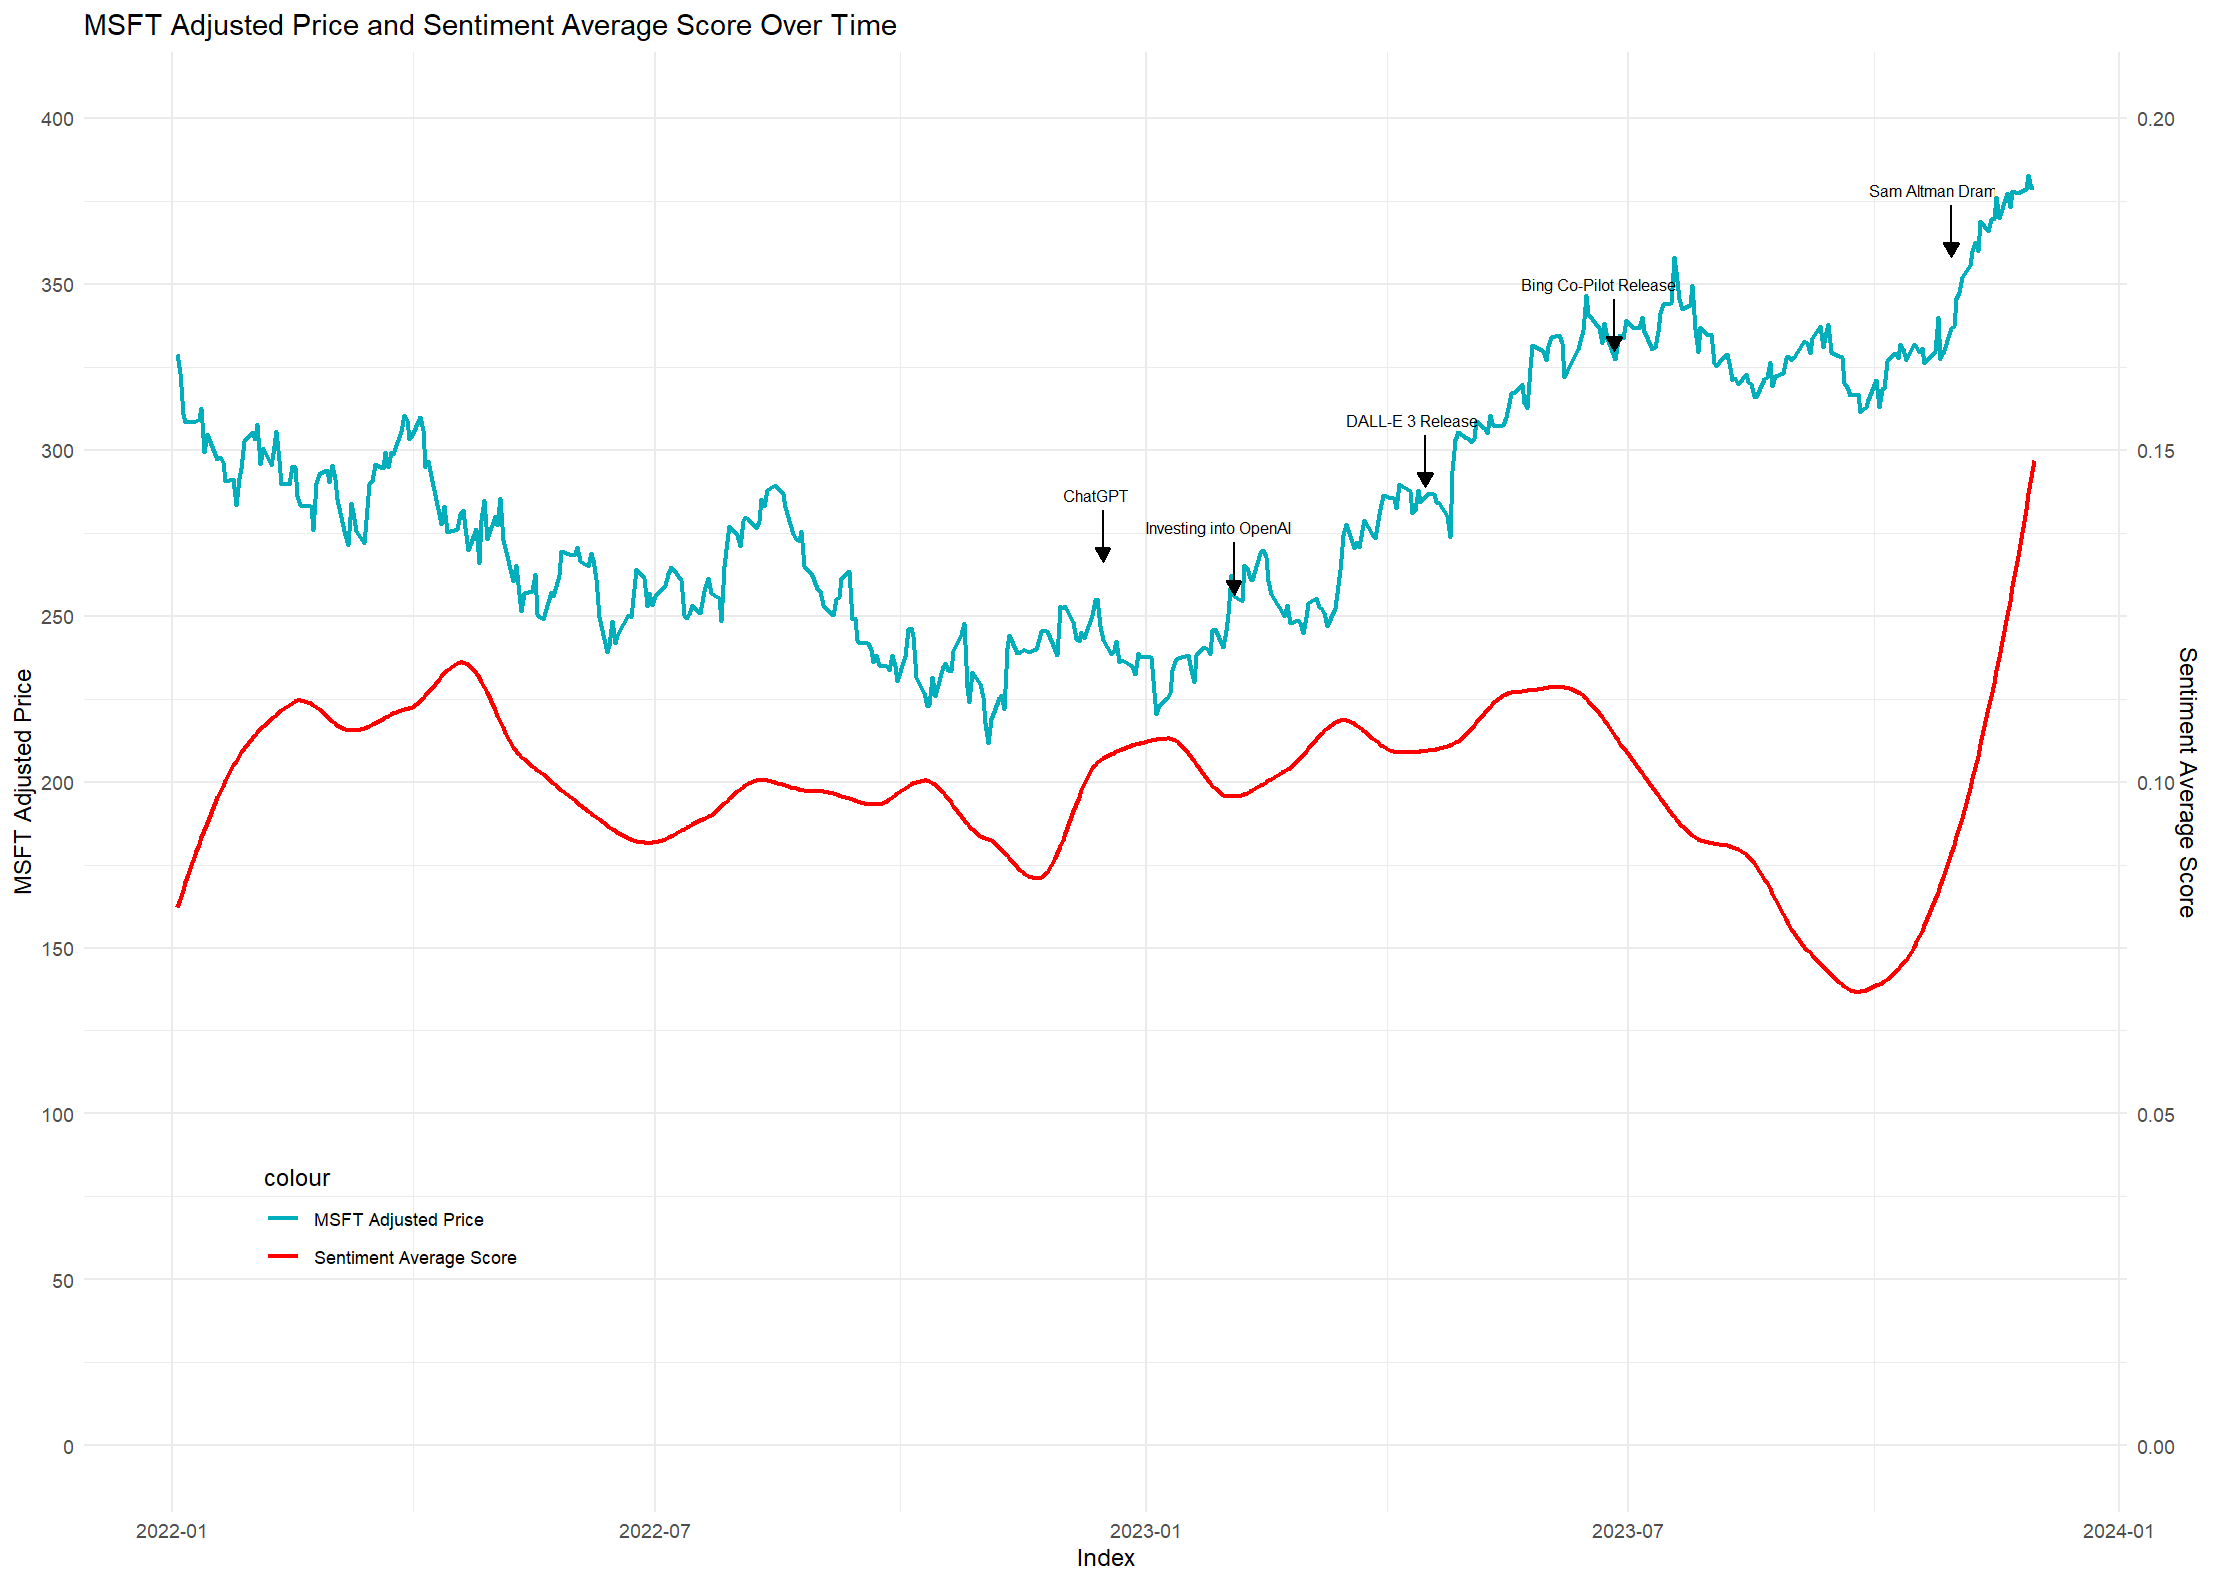 MSFT Adjusted Price and Sentiment Average Score Over Time
400
350
300
250
200
150
100
50
0
MSFT Adjusted Price
0.20
0.15
0.10
0.05
0.00
Sentiment Average Score
Sam Altman Dram
Bing Co-Pilot Release
DALL-E 3 Release
ChatGPT
Investing into OpenAI
colour
MSFT Adjusted Price
Sentiment Average Score
2022-01
2022-07
2023-01
2023-07
2024-01
Index